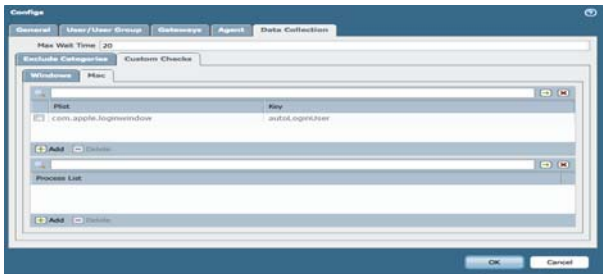 Configs
General User/User Group Gateways Agent Data Collection
Max Wait Time 20
Exclude Categories Custom Checks
Windows Mac
Plist Key
com.apple.loginwindow autoLoginUser
Add Delete
Process List
Add Delete
OK Cancel